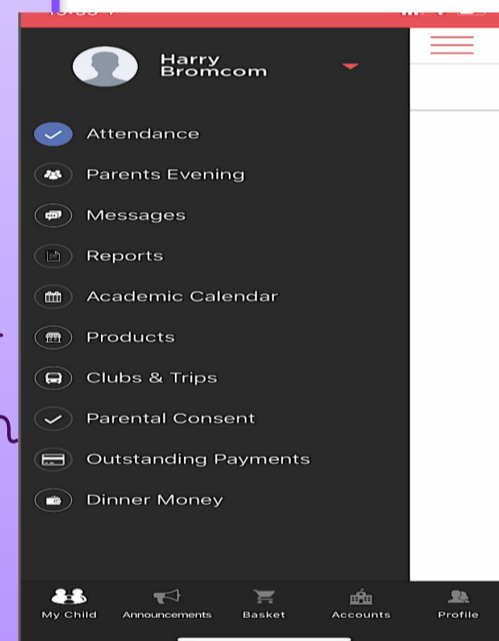 Harry
Bromcom
Attendance
Parents Evening
Messages
Reports
Academic Calendar
Products
Clubs & Trips
Parental Consent
Outstanding Payments
Dinner Money
My Child Announcements Basket Accounts Profile